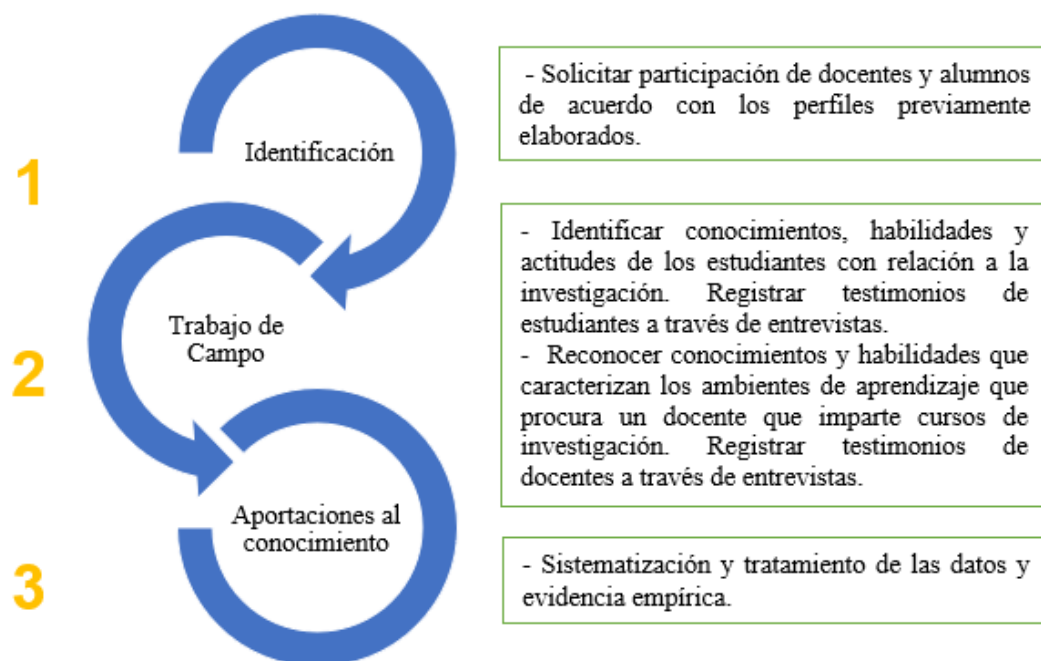 1
Identificación
- Solicitar participación de docentes y alumnos
de acuerdo con los perfiles previamente
elaborados.
2
Trabajo de
Campo
- Identificar conocimientos, habilidades y
actitudes de los estudiantes con relación a la
investigación. Registrar testimonios de
estudiantes a través de entrevistas.
- Reconocer conocimientos y habilidades que
caracterizan los ambientes de aprendizaje que
procura un docente que imparte cursos de
investigación. Registrar testimonios de
docentes a través de entrevistas.
3
Aportaciones al
conocimiento
- Sistematización y tratamiento de las datos y
evidencia empírica.